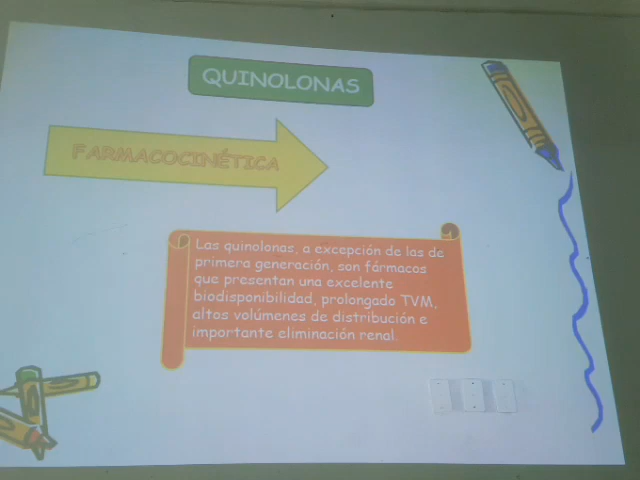 QUINOLONAS
FARMACOCINÉTICA
Las quinolonas, a excepción de las de
primera generación, son fármacos
que presentan una excelente
biodisponibilidad, prolongado TVM,
altos volúmenes de distribución e
importante eliminación renal.